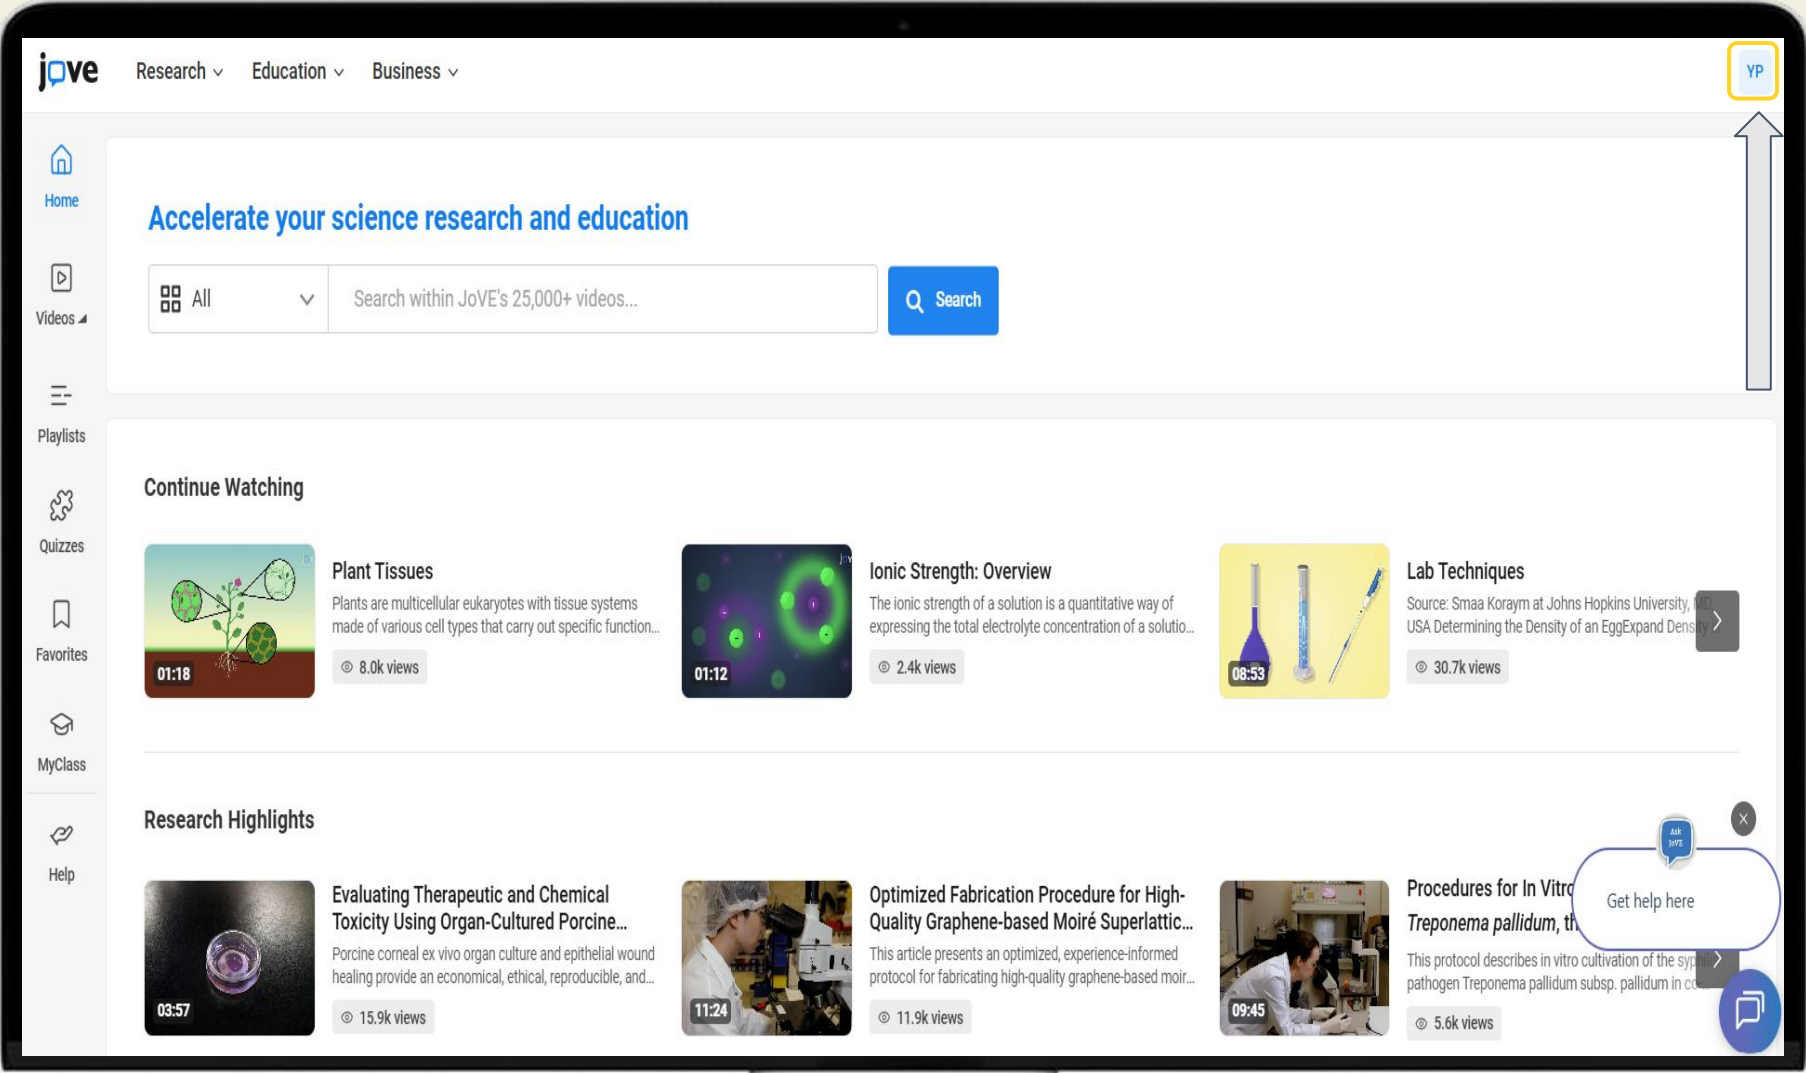 jove
Research
Education
Business
YP
Home
Videos
Playlists
Quizzes
Favorites
MyClass
Help
Accelerate your science research and education
All
Search within JoVE's 25,000+ videos...
Search
Continue Watching
01:18
Plant Tissues
Plants are multicellular eukaryotes with tissue systems
made of various cell types that carry out specific function...
8.0k views
jov
01:12
Ionic Strength: Overview
The ionic strength of a solution is a quantitative way of
expressing the total electrolyte concentration of a solutio...
2.4k views
08:53
Lab Techniques
Source: Smaa Koraym at Johns Hopkins University, MD,
USA Determining the Density of an EggExpand Density
30.7k views
Research Highlights
03:57
Evaluating Therapeutic and Chemical
Toxicity Using Organ-Cultured Porcine...
Porcine corneal ex vivo organ culture and epithelial wound
healing provide an economical, ethical, reproducible, and...
15.9k views
11:24
Optimized Fabrication Procedure for High-
Quality Graphene-based Moiré Superlattic...
This article presents an optimized, experience-informed
protocol for fabricating high-quality graphene-based moir...
11.9k views
09:45
Procedures for In Vitro
Treponema pallidum, th
This protocol describes in vitro cultivation of the syphi
pathogen Treponema pallidum subsp. pallidum in co...
5.6k views
X
Ask
JoVE
Get help here